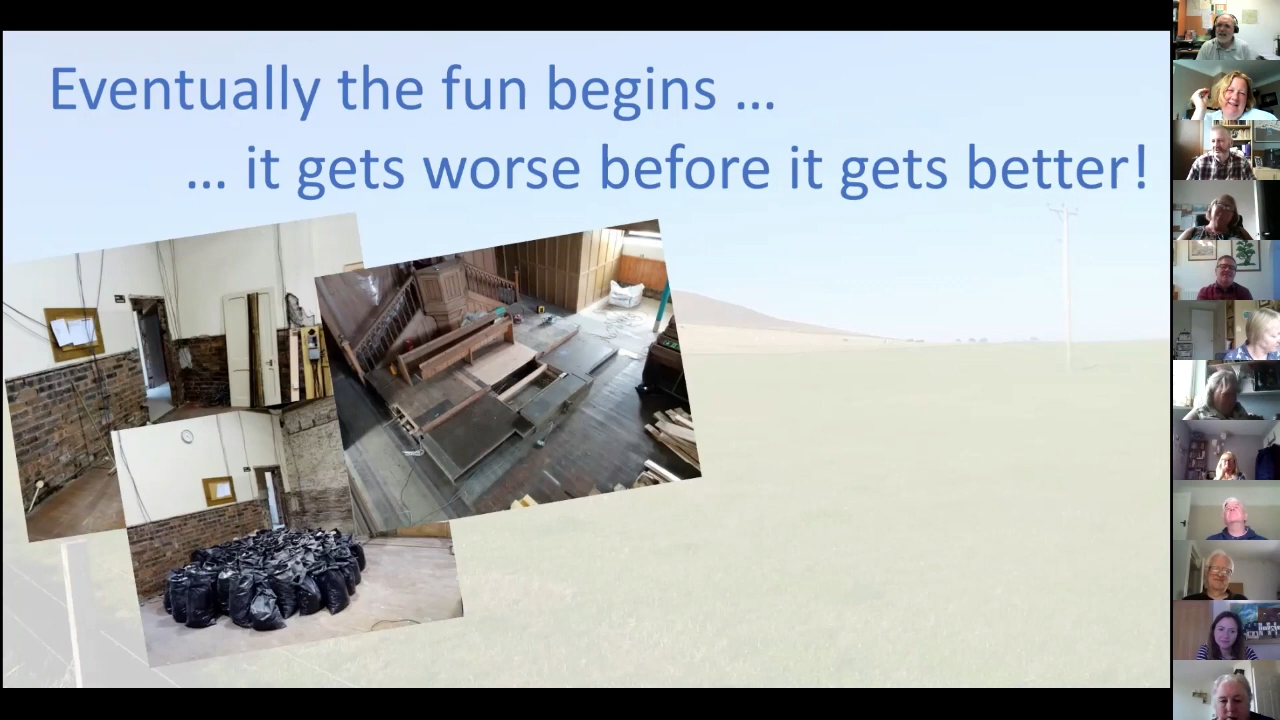 Eventually the fun begins ...
... it gets worse before it gets better!